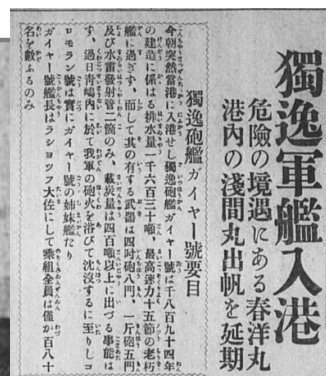 獨逸軍艦入港
危險の境遇にある春洋丸
港內の淺間丸出帆を延期
獨逸砲艦ガイヤー號要目
今朝突然當港に入港せし獨逸砲艦ガイヤー號は千八百九十四年
の建造に係はる排水量一千六百三十噸、最高速力十五節の老朽
艦に過ぎず、而して其の有する武器は四吋砲八門、一斤砲五門
及び水雷發射管二箇のみ、載炭量は四百噸以上に出づる事能は
ず、過日靑嶋內に於て我軍の砲火を浴びて沈沒するに至りしコ
ロモラン號は實にガイヤー號の姉妹艦たり
ガイヤー號艦長はラショッフ大佐にして乘組全員は僅か百八十
名を數ふるのみ